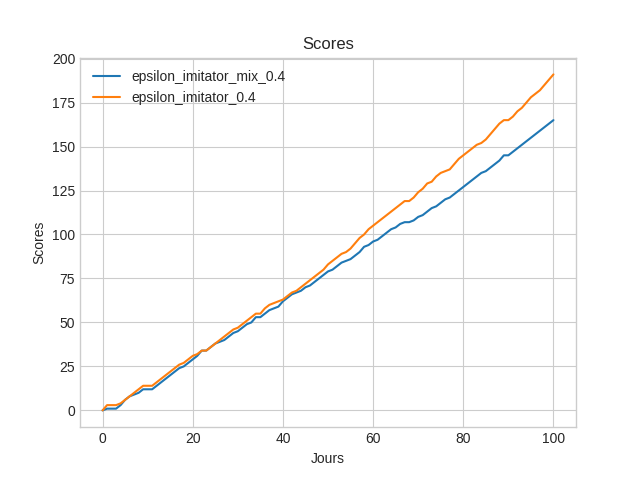 Scores
epsilon_imitator_mix_0.4
epsilon_imitator_0.4
Scores
200
175
150
125
100
75
50
25
0
0 20 40 60 80 100
Jours